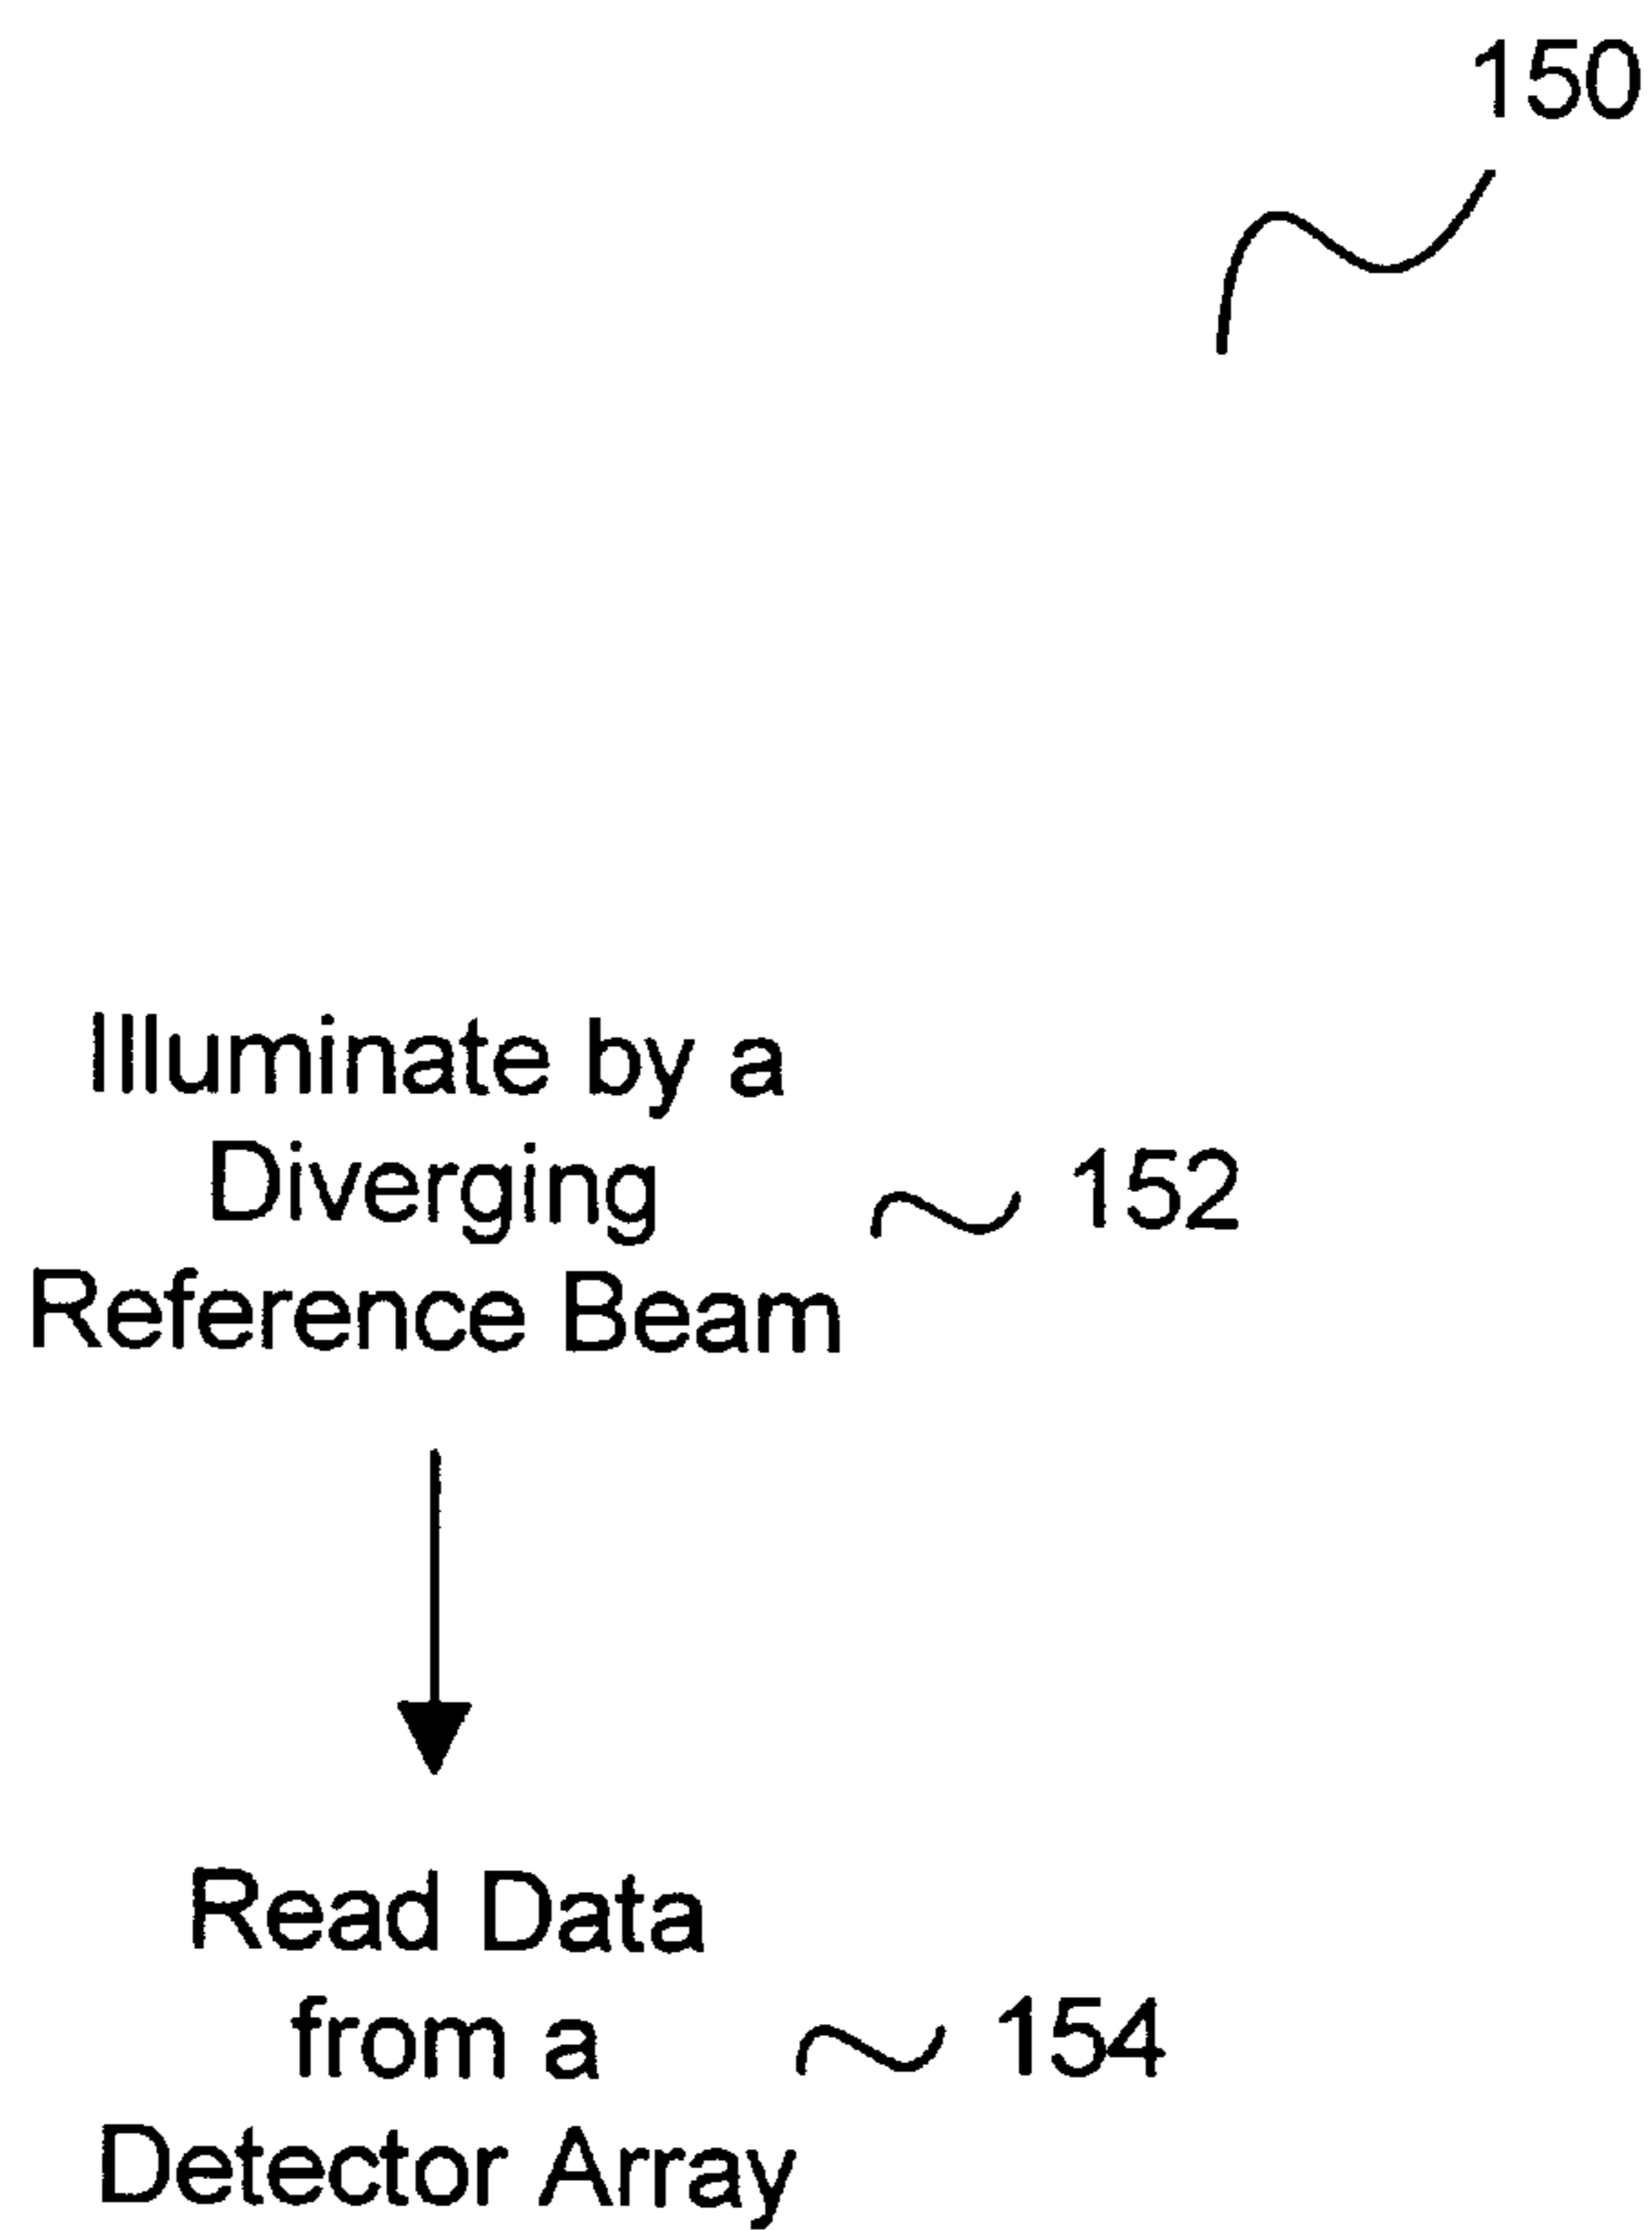 150
Illuminate by a
Diverging
152
Reference Beam
Read Data
from a
154
Detector Array